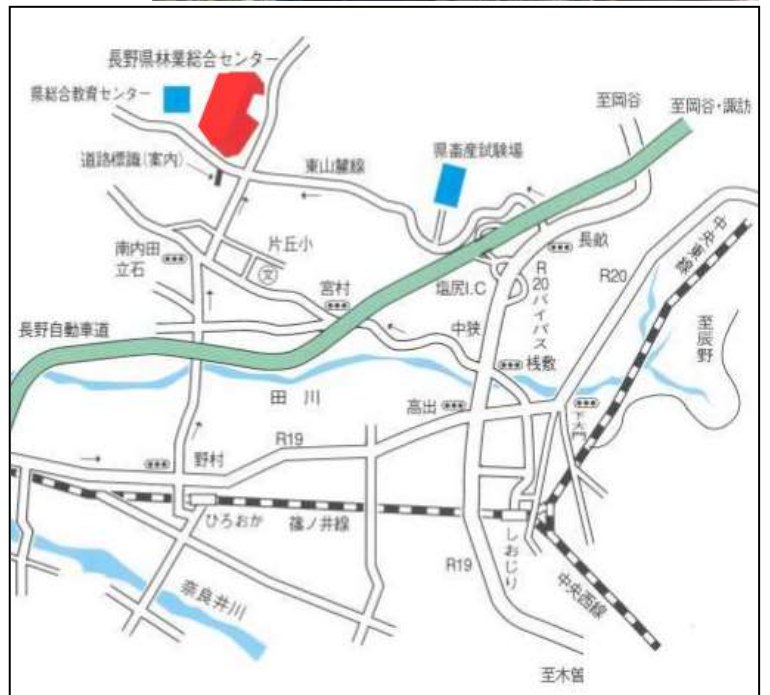 長野県林業総合センター
県総合教育センター
至岡谷
至岡谷・諏訪
道路標識(案内)
東山麓線
県畜産試験場
中央東線
片丘小
文
南内田
立石
長畝
R20
R20バイパス
塩尻I.C
宮村
至辰野
長野自動車道
中挟
桟敷
田 川
高出
下大門
R19
野村
ひろおか
篠ノ井線
しおじり
R19
奈良井川
中央西線
至木曽